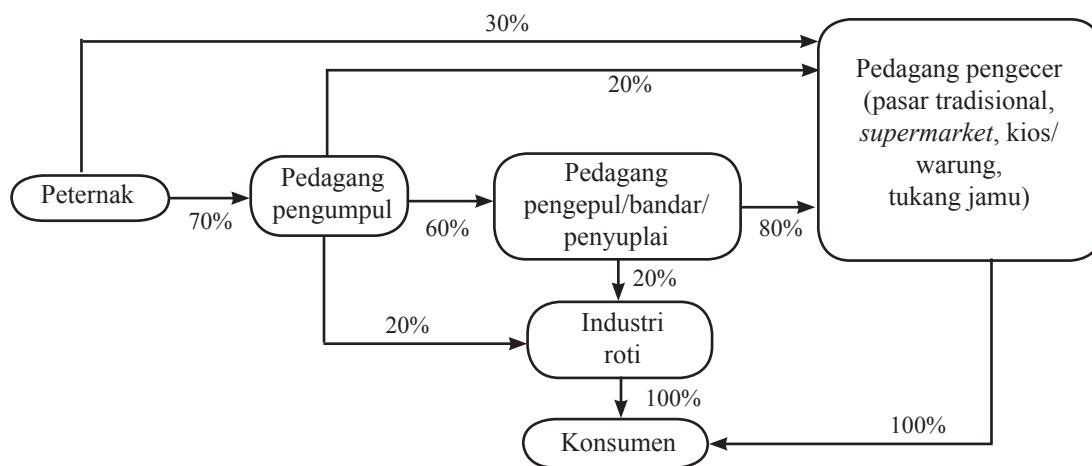 30%
20%
Pedagang pengecer
(pasar tradisional,
supermarket, kios/
warung,
tukang jamu)
Peternak
70%
Pedagang
pengumpul
60%
Pedagang
pengepul/bandar/
penyuplai
80%
20%
20%
Industri
roti
100%
Konsumen
100%